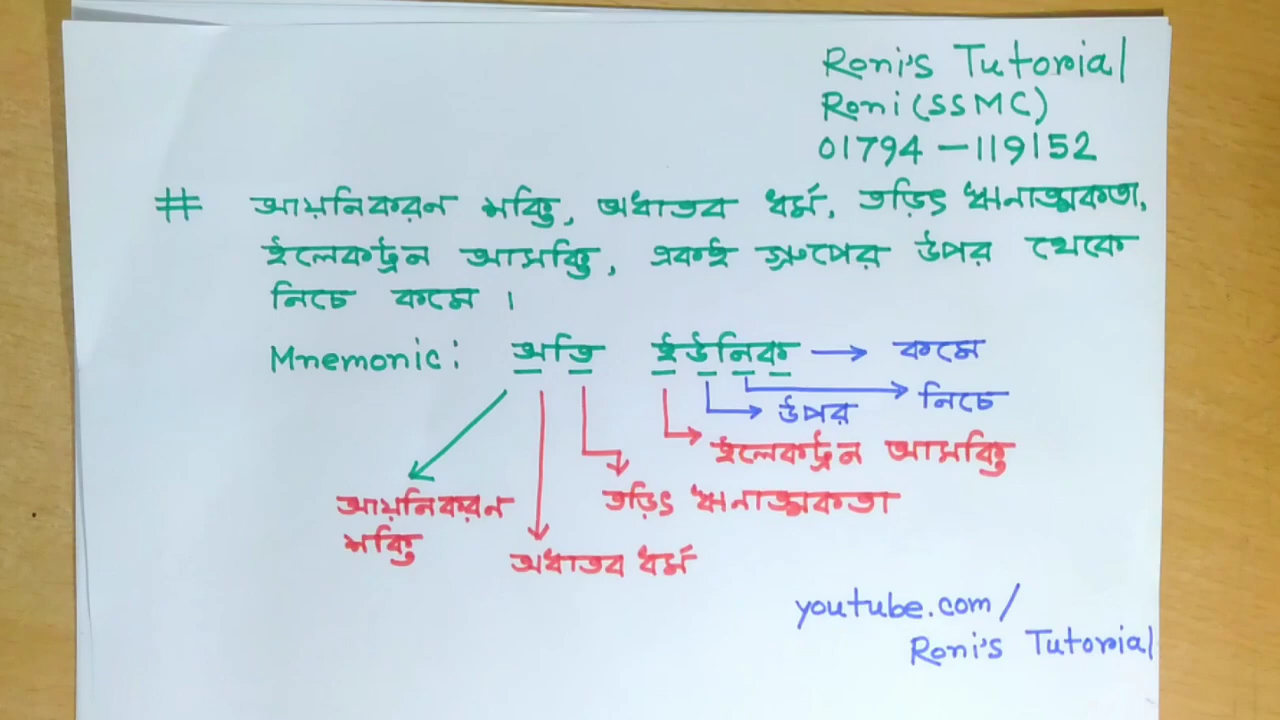 Roni's Tutorial
Roni (SSMC)
01794-119152
# আয়নিকরন শক্তি, অধাতব ধর্ম, তড়িৎ ঋনাত্মকতা,
ইলেকট্রন আসক্তি, একই গ্রুপের উপর থেকে
নিচে কমে ।
Mnemonic: অতি ইউনিক → কমে
উপর → নিচে
ইলেকট্রন আসক্তি
আয়নিকরন তড়িৎ ঋনাত্মকতা
শক্তি
অধাতব ধর্ম
youtube.com/
Roni's Tutorial